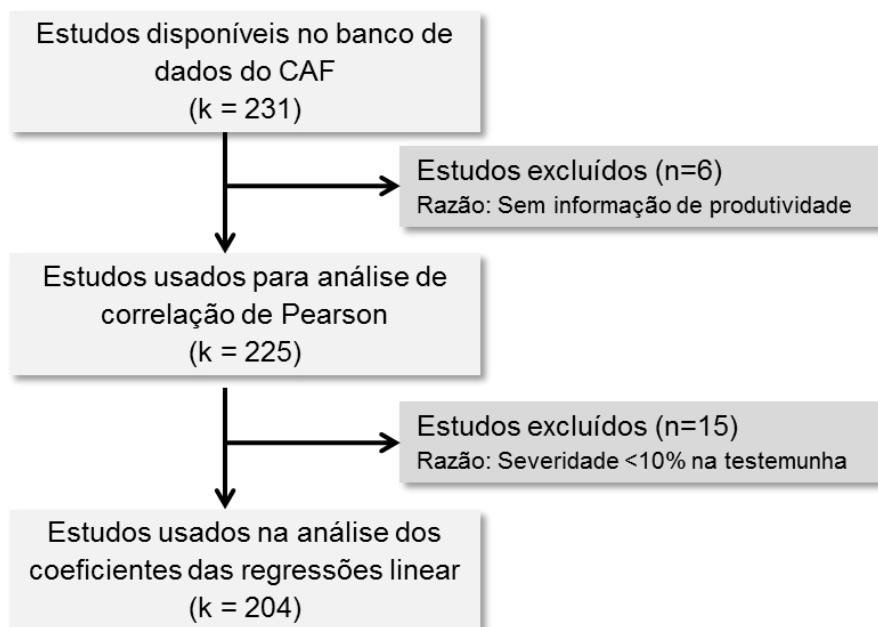 Estudos disponíveis no banco de
dados do CAF
(k = 231)
Estudos excluídos (n=6)
Razão: Sem informação de produtividade
Estudos usados para análise de
correlação de Pearson
(k = 225)
Estudos excluídos (n=15)
Razão: Severidade <10% na testemunha
Estudos usados na análise dos
coeficientes das regressões linear
(k = 204)